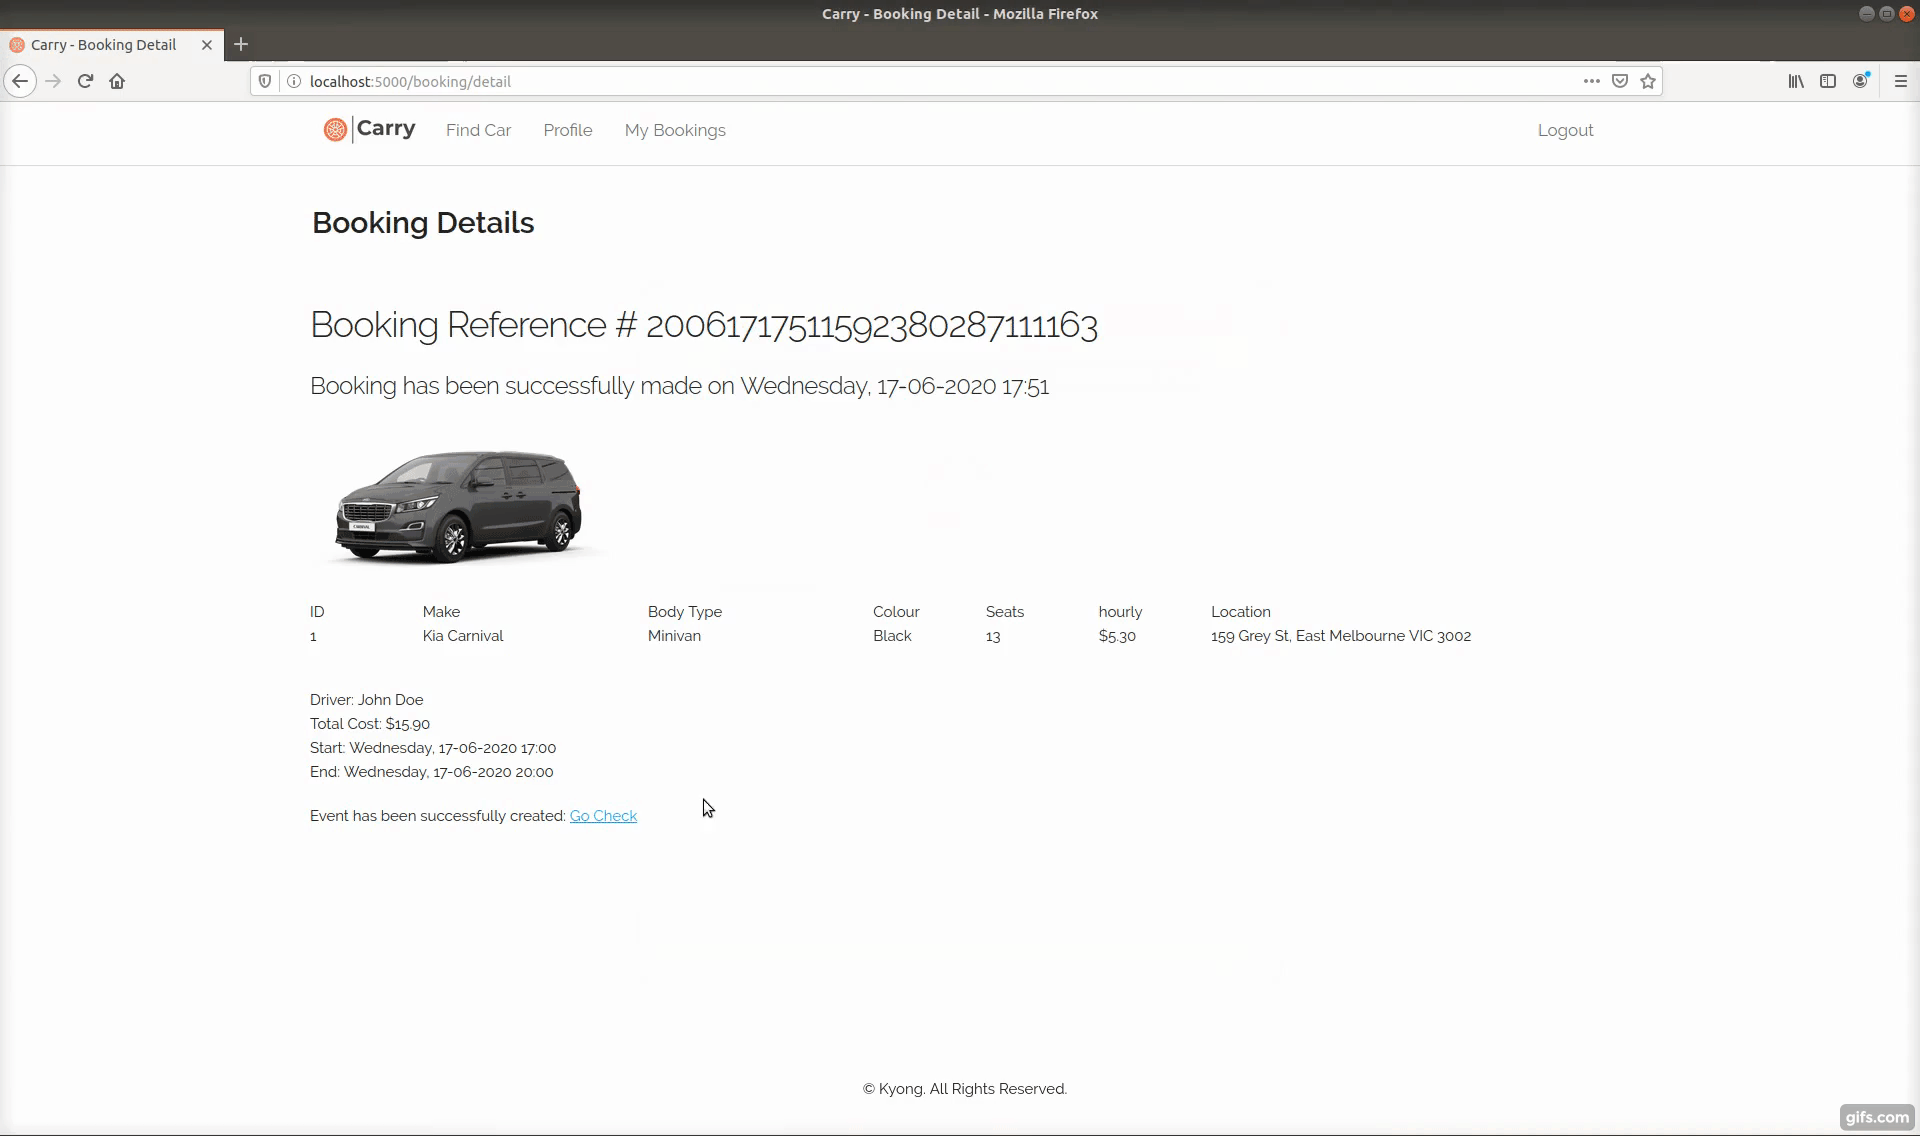 Carry - Booking Detail - Mozilla Firefox
Carry - Booking Detail
localhost:5000/booking/detail
Carry Find Car Profile My Bookings Logout
Booking Details
Booking Reference # 20061717511592380287111163
Booking has been successfully made on Wednesday, 17-06-2020 17:51
CARNIVAL
ID Make Body Type Colour Seats hourly Location
1 Kia Carnival Minivan Black 13 $5.30 159 Grey St, East Melbourne VIC 3002
Driver: John Doe
Total Cost: $15.90
Start: Wednesday, 17-06-2020 17:00
End: Wednesday, 17-06-2020 20:00
Event has been successfully created: Go Check
© Kyong. All Rights Reserved.
gifs.com